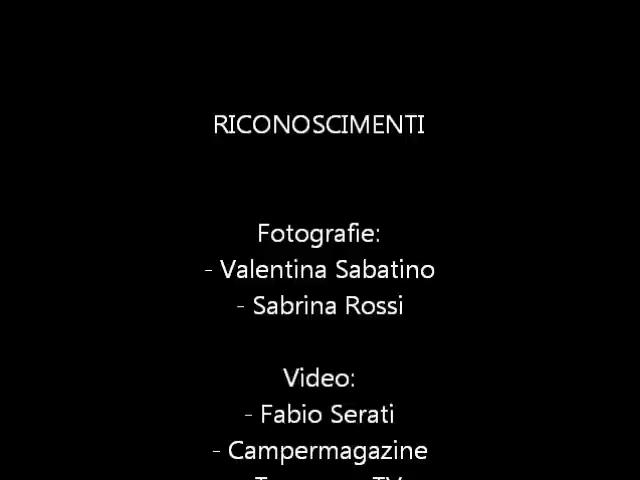 RICONOSCIMENTI
Fotografie:
- Valentina Sabatino
- Sabrina Rossi
Video:
- Fabio Serati
- Campermagazine